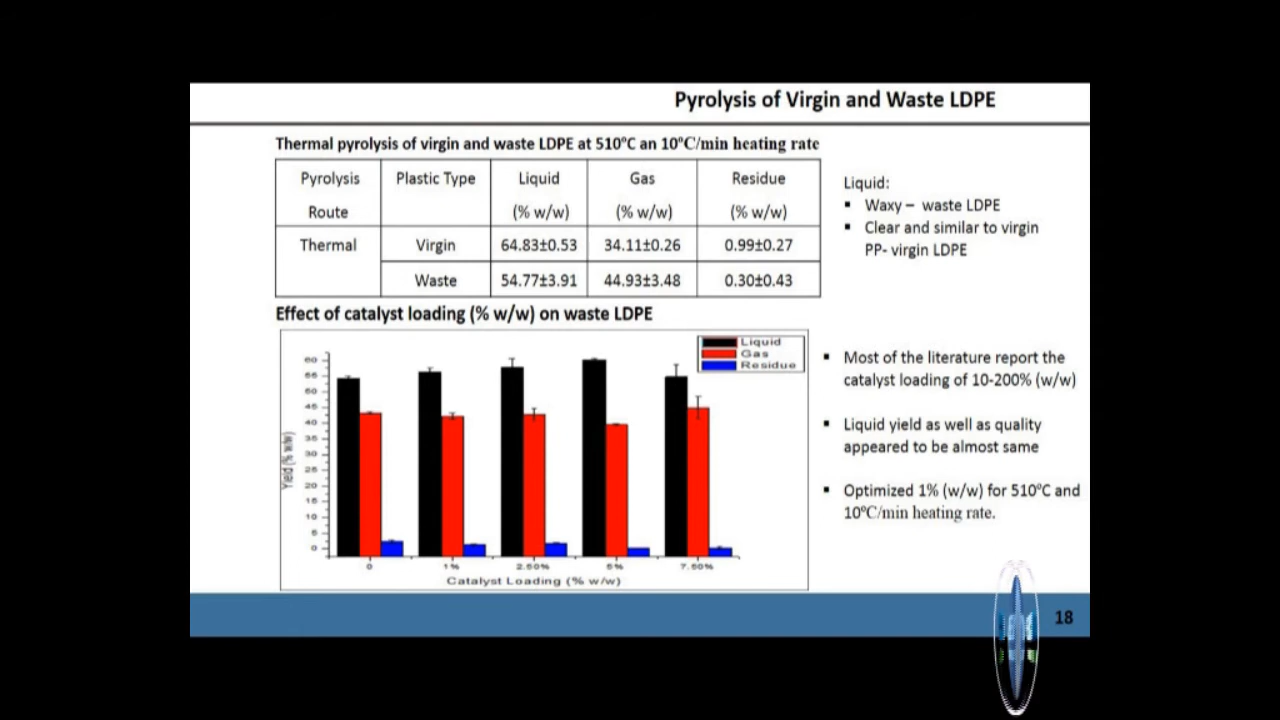 Pyrolysis of Virgin and Waste LDPE
Thermal pyrolysis of virgin and waste LDPE at 510°C an 10°C/min heating rate
Pyrolysis Route Plastic Type Liquid (% w/w) Gas (% w/w) Residue (% w/w)
Thermal Virgin 64.83±0.53 34.11±0.26 0.99±0.27
Waste 54.77±3.91 44.93±3.48 0.30±0.43
Liquid:
▪ Waxy – waste LDPE
▪ Clear and similar to virgin
PP- virgin LDPE
Effect of catalyst loading (% w/w) on waste LDPE
Liquid
Gas
Residue
60
55
50
45
40
35
30
25
20
15
10
5
0
Yield (% w/w)
0 1% 2.50% 5% 7.50%
Catalyst Loading (% w/w)
▪ Most of the literature report the
catalyst loading of 10-200% (w/w)
▪ Liquid yield as well as quality
appeared to be almost same
▪ Optimized 1% (w/w) for 510°C and
10°C/min heating rate.
18